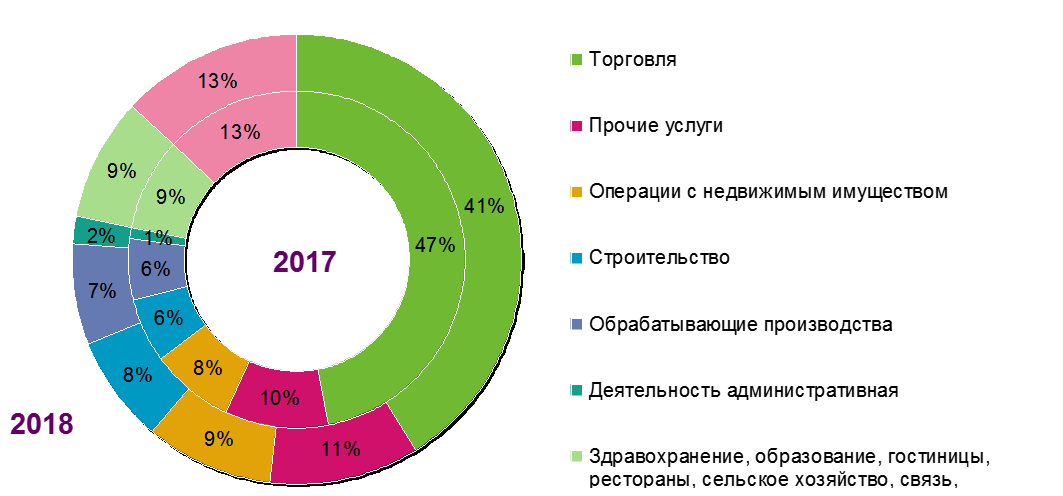 13%
13%
9%
9%
2%
1%
7%
6%
6%
8%
8%
9%
10%
11%
41%
47%
2017
2018
Торговля
Прочие услуги
Операции с недвижимым имуществом
Строительство
Обрабатывающие производства
Деятельность административная
Здравохранение, образование, гостиницы,
рестораны, сельское хозяйство, связь,